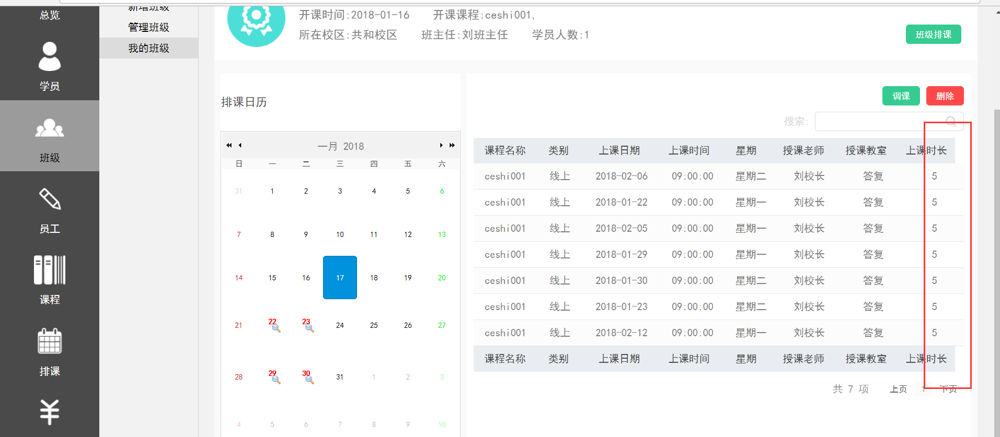 总览
学员
班级
员工
课程
排课
新增班级
管理班级
我的班级
开课时间:2018-01-16 开课课程:ceshi001,
所在校区:共和校区 班主任:刘班主任 学员人数:1
班级排课
排课日历
一月 2018
日 一 二 三 四 五 六
31 1 2 3 4 5 6
7 8 9 10 11 12 13
14 15 16 17 18 19 20
21 22 23 24 25 26 27
28 29 30 31 1 2 3
4 5 6 7 8 9 10
调课 删除
搜索:
课程名称 类别 上课日期 上课时间 星期 授课老师 授课教室 上课时长
ceshi001 线上 2018-02-06 09:00:00 星期二 刘校长 答复 5
ceshi001 线上 2018-01-22 09:00:00 星期一 刘校长 答复 5
ceshi001 线上 2018-02-05 09:00:00 星期一 刘校长 答复 5
ceshi001 线上 2018-01-29 09:00:00 星期一 刘校长 答复 5
ceshi001 线上 2018-01-30 09:00:00 星期二 刘校长 答复 5
ceshi001 线上 2018-01-23 09:00:00 星期二 刘校长 答复 5
ceshi001 线上 2018-02-12 09:00:00 星期一 刘校长 答复 5
课程名称 类别 上课日期 上课时间 星期 授课老师 授课教室 上课时长
共 7 项 上页 1 下页